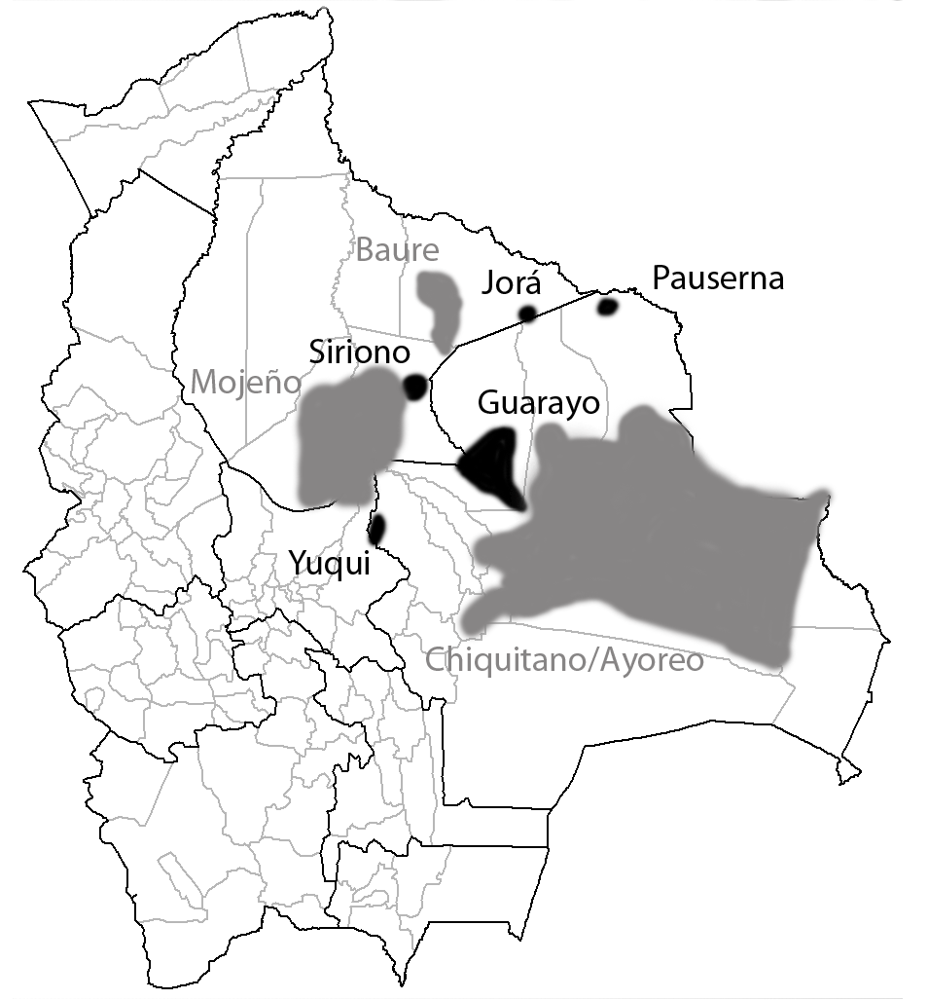 Baure
Jorá
Pauserna
Siriono
Mojeño
Guarayo
Yuqui
Chiquitano/Ayoreo